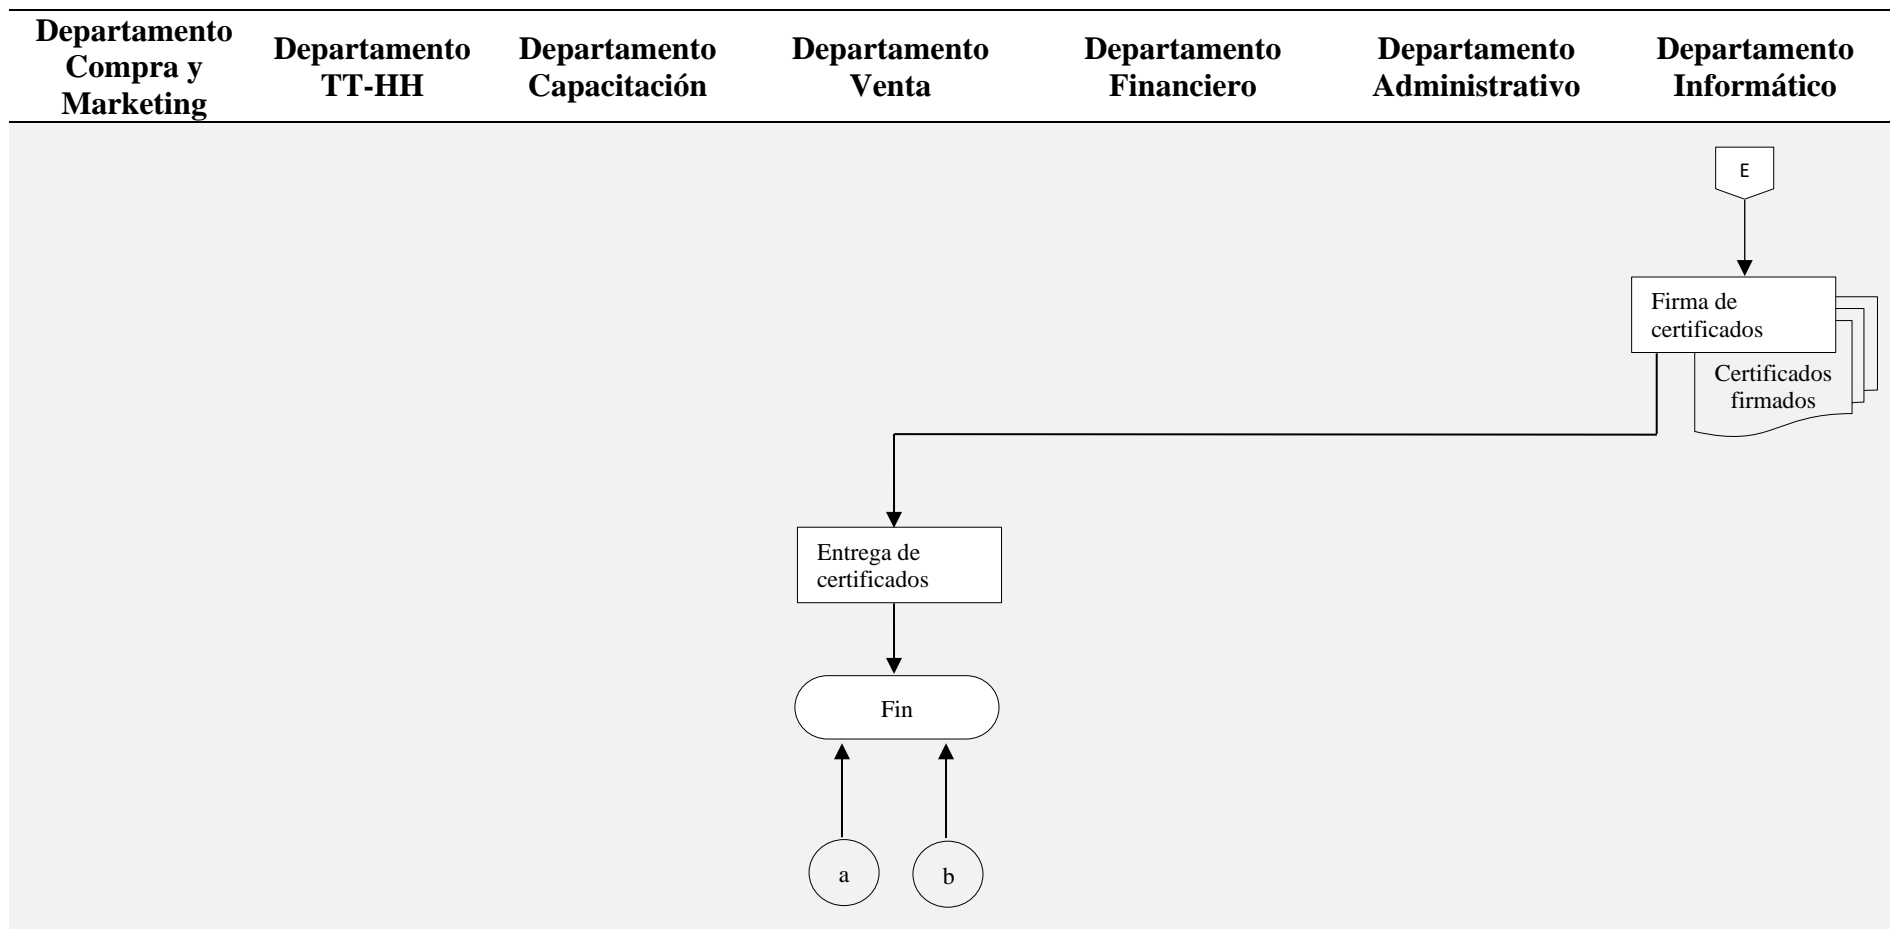 Departamento
Compra y
Marketing
Departamento
TT-HH
Departamento
Capacitación
Departamento
Venta
Departamento
Financiero
Departamento
Administrativo
Departamento
Informático
E
Firma de
certificados
Certificados
firmados
Entrega de
certificados
Fin
a
b